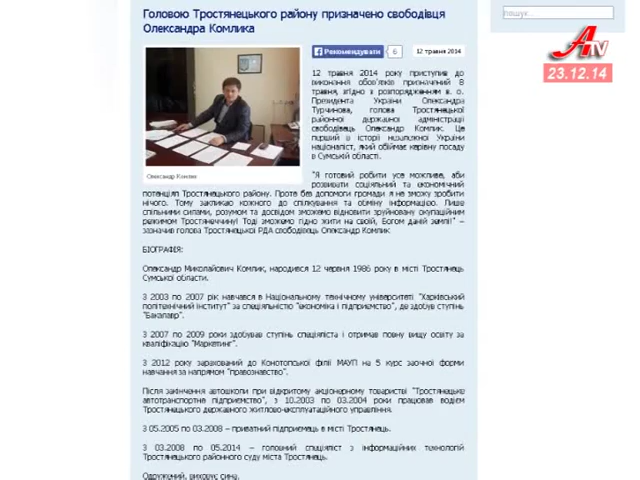 Головою Тростянецького району призначено свободівця
Олександра Комлика
пошук...
ATV
23.12.14
Рекомендувати 6 12 травня 2014
12 травня 2014 року приступив до
виконання обов'язків призначений 8
травня, згідно з розпорядженням в. о.
Президента України Олександра
Турчинова, голова Тростянецької
районної державної адміністрації
свободівець Олександр Комлик. Це
перший в історії незалежної України
націоналіст, який обіймає керівну посаду
в Сумській області.
Олександр Комлик
"Я готовий робити усе можливе, аби
розвивати соціальний та економічний
потенціал Тростянецького району. Проте без допомоги громади я не зможу зробити
нічого. Тому закликаю кожного до спілкування та обміну інформацією. Лише
спільними силами, розумом та досвідом зможемо відновити зруйновану окупаційним
режимом Тростянеччину! Тоді зможемо гідно жити на своїй, Богом даній землі!" –
зазначив голова Тростянецької РДА свободівець Олександр Комлик
БІОГРАФІЯ:
Олександр Миколайович Комлик, народився 12 червня 1986 року в місті Тростянець
Сумської області.
З 2003 по 2007 рік навчався в Національному технічному університеті "Харківський
політехнічний інститут" за спеціальністю "економіка і підприємство", де здобув ступінь
"Бакалавр".
З 2007 по 2009 роки здобував ступінь спеціаліста і отримав повну вищу освіту за
кваліфікацію "Маркетинг".
З 2012 року зарахований до Конотопської філії МАУП на 5 курс заочної форми
навчання за напрямом "правознавство".
Після закінчення автошколи при відкритому акціонерному товаристві "Тростянецьке
автотранспортне підприємство", з 10.2003 по 03.2004 роки працював водієм
Тростянецького державного житлово-експлуатаційного управління.
З 05.2005 по 03.2008 – приватний підприємець в місті Тростянець.
З 03.2008 по 05.2014 – головний спеціаліст з інформаційних технологій
Тростянецького районного суду міста Тростянець.
Одружений, виховує сина.